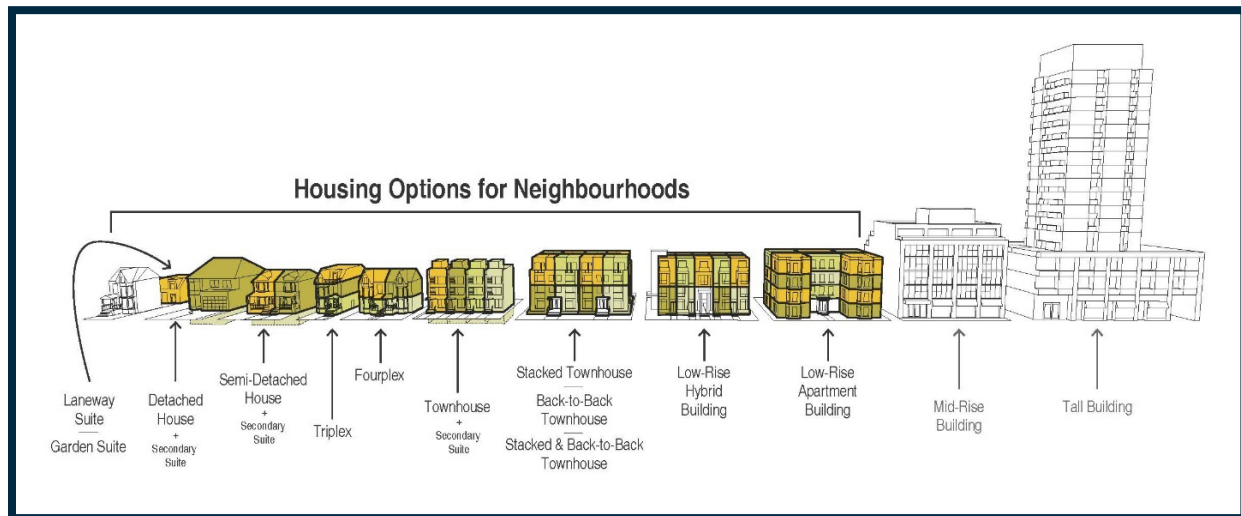 Housing Options for Neighbourhoods
Laneway
Suite
Garden Suite
Detached
House
+
Secondary
Suite
Semi-Detached
House
+
Secondary
Suite
Triplex
Fourplex
Townhouse
+
Secondary
Suite
Stacked Townhouse
Back-to-Back
Townhouse
Stacked & Back-to-Back
Townhouse
Low-Rise
Hybrid
Building
Low-Rise
Apartment
Building
Mid-Rise
Building
Tall Building